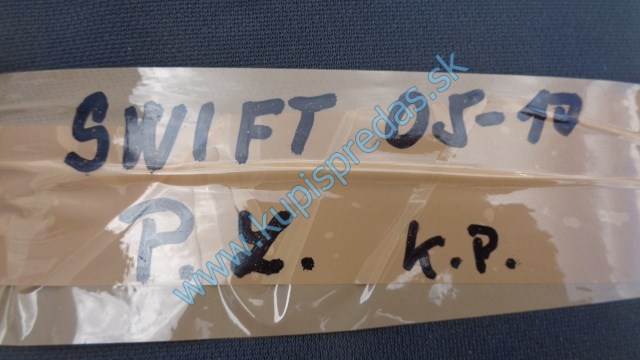 SWIFT 05-10
P. Z. K.P.
www.kupispredas.sk